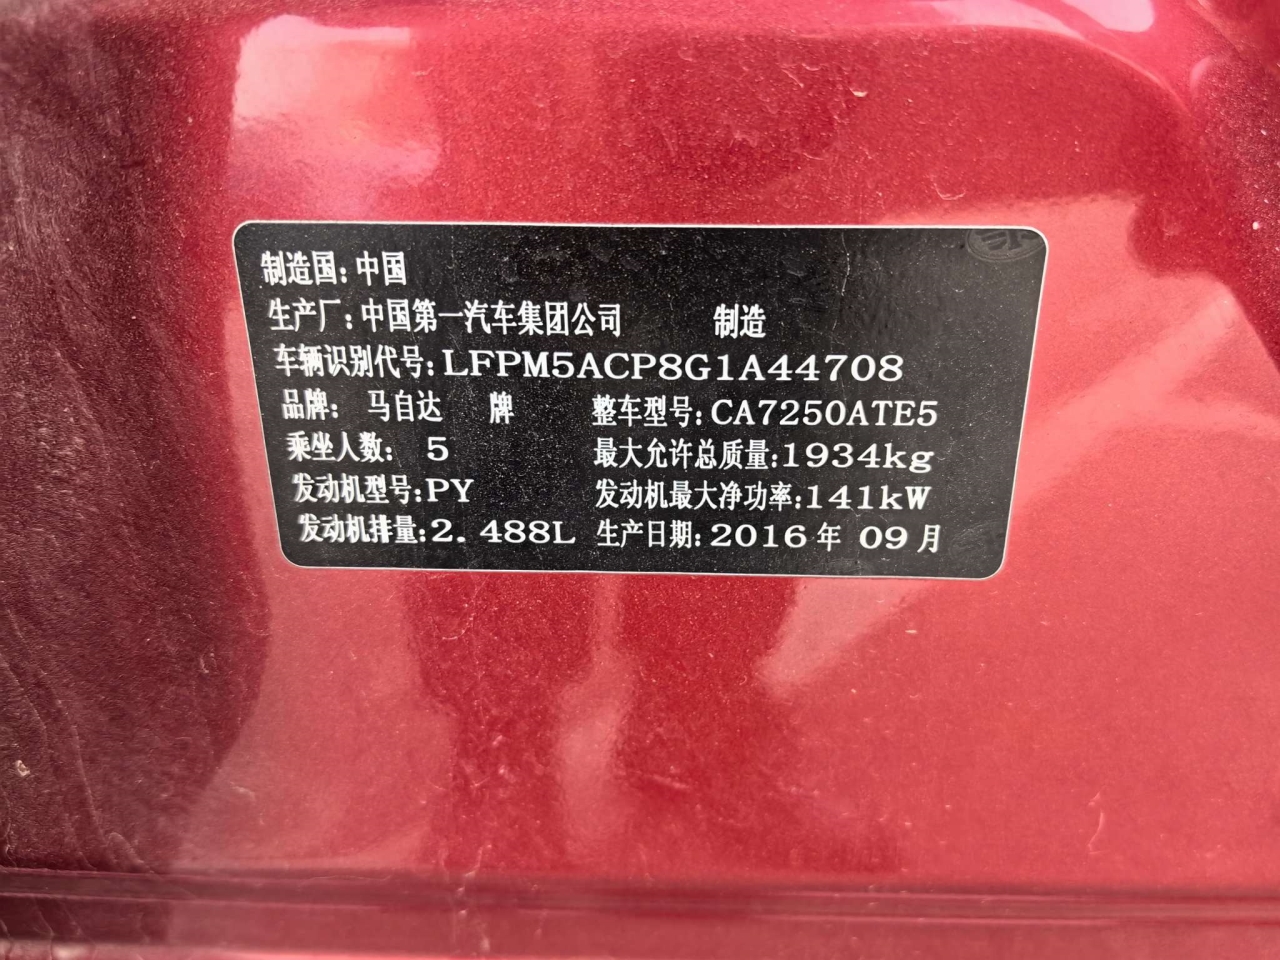 制造国:中国
生产厂:中国第一汽车集团公司 制造
车辆识别代号:LFPM5ACP8G1A44708
品牌: 马自达 牌 整车型号:CA7250ATE5
乘坐人数: 5 最大允许总质量:1934kg
发动机型号:PY 发动机最大净功率:141kW
发动机排量:2.488L 生产日期:2016年 09月